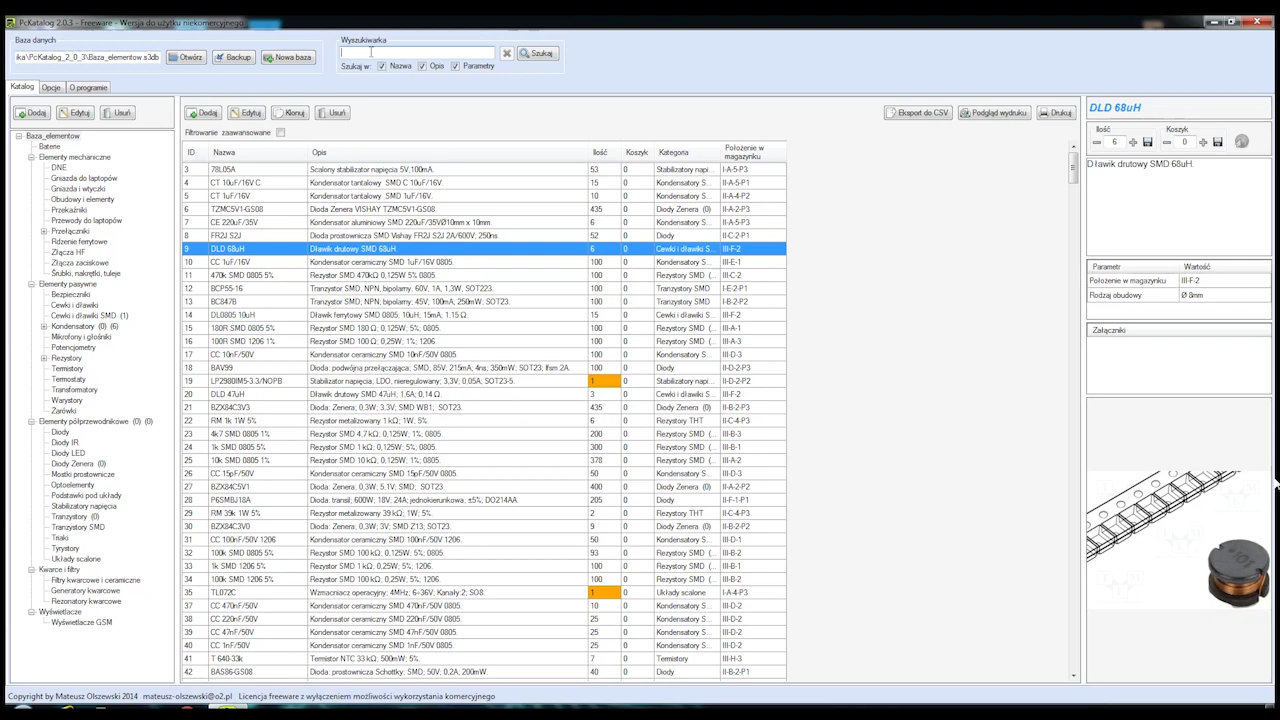 PcKatalog 2.0.3 - Freeware - Wersja do użytku niekomercyjnego
Baza danych
ika\PcKatalog_2_0_3\Baza_elementow.s3db
Otwórz
Backup
Nowa baza
Wyszukiwarka
Szukaj
Szukaj w: Nazwa Opis Parametry
Katalog Opcje O programie
Dodaj Edytuj Usuń
Baza_elementow
Baterie
Elementy mechaniczne
DNE
Gniazda do laptopów
Gniazda i wtyczki
Obudowy i elementy
Przekaźniki
Przewody do laptopów
Przełączniki
Rdzenie ferrytowe
Złącza HF
Złącza zaciskowe
Śrubki, nakrętki, tuleje
Elementy pasywne
Bezpieczniki
Cewki i dławiki
Cewki i dławiki SMD (1)
Kondensatory (0) (6)
Mikrofony i głośniki
Potencjometry
Rezystory
Termistory
Termostaty
Transformatory
Warystory
Żarówki
Elementy półprzewodnikowe (0) (0)
Diody
Diody IR
Diody LED
Diody Zenera (0)
Mostki prostownicze
Optoelementy
Podstawki pod układy
Stabilizatory napięcia
Tranzystory (0)
Tranzystory SMD
Triaki
Tyrystory
Układy scalone
Kwarce i filtry
Filtry kwarcowe i ceramiczne
Generatory kwarcowe
Rezonatory kwarcowe
Wyświetlacze
Wyświetlacze GSM
Dodaj Edytuj Klonuj Usuń Eksport do CSV Podgląd wydruku Drukuj
Filtrowanie zaawansowane
ID Nazwa Opis Ilość Koszyk Kategoria Położenie w magazynku
3 78L05A Scalony stabilizator napięcia 5V,100mA. 53 0 Stabilizatory napi... I-A-5-P3
4 CT 10uF/16V C Kondensator tantalowy SMD C 10uF/16V. 15 0 Kondensatory S... II-A-5-P1
5 CT 1uF/16V Kondensator tantalowy SMD 1uF/16V. 10 0 Kondensatory S... II-A-4-P2
6 TZMC5V1-GS08 Dioda Zenera VISHAY TZMC5V1-GS08. 435 0 Diody Zenera (0) II-A-2-P3
7 CE 220uF/35V Kondensator aluminiowy SMD 220uF/35VØ10mm x 10mm. 6 0 Kondensatory S... II-A-5-P3
8 FR2J S2J Dioda prostownicza SMD Vishay FR2J S2J 2A/600V; 250ns. 52 0 Diody II-C-2-P1
9 DLD 68uH Dławik drutowy SMD 68uH. 6 0 Cewki i dławiki S... III-F-2
10 CC 1uF/16V Kondensator ceramiczny SMD 1uF/16V 0805. 100 0 Kondensatory S... III-E-1
11 470k SMD 0805 5% Rezystor SMD 470kΩ 0,125W 5% 0805. 100 0 Rezystory SMD (... III-C-2
12 BCP55-16 Tranzystor SMD, NPN, bipolarny, 60V, 1A, 1.3W, SOT23. 100 0 Tranzystory SMD I-E-2-P1
13 BC847B Tranzystor SMD, NPN, bipolarny; 45V; 100mA; 250mW, SOT23. 100 0 Tranzystory SMD I-B-2-P2
14 DL0805 10uH Dławik ferrytowy SMD 0805; 10uH; 15mA; 1,15 Ω. 15 0 Cewki i dławiki S... III-F-2
15 180R SMD 0805 5% Rezystor SMD 180 Ω; 0,125W; 5%; 0805. 100 0 Rezystory SMD (... III-A-1
16 100R SMD 1206 1% Rezystor SMD 100 Ω; 0,25W; 1%; 1206. 100 0 Rezystory SMD (... III-A-3
17 CC 10nF/50V Kondensator ceramiczny SMD 10nF/50V 0805. 100 0 Kondensatory S... III-D-3
18 BAV99 Dioda: podwójna przełączająca; SMD, 85V, 215mA; 4ns; 350mW; SOT23; Ifsm 2A. 100 0 Diody II-B-2-P1
19 LP2980IM5-3.3/NOPB Stabilizator napięcia; LDO, nieregulowany; 3,3V; 0,05A; SOT23-5. 1 0 Stabilizatory napi... II-D-2-P2
20 DLD 47uH Dławik drutowy SMD 47uH; 1,6A; 0,14 Ω. 3 0 Cewki i dławiki S... III-F-2
21 BZX84C3V3 Dioda: Zenera; 0,3W; 3,3V; SMD WB1; SOT23. 435 0 Diody Zenera (0) II-B-2-P3
22 RM 1k 1W 5% Rezystor metalizowany 1 kΩ; 1W; 5%. 6 0 Rezystory THT II-C-4-P3
23 4k7 SMD 0805 1% Rezystor SMD 4,7 kΩ; 0,125W; 1%; 0805. 200 0 Rezystory SMD (... III-B-3
24 1k SMD 0805 5% Rezystor SMD 1 kΩ; 0,125W; 5%; 0805. 300 0 Rezystory SMD (... III-B-1
25 10k SMD 0805 1% Rezystor SMD 10 kΩ; 0,125W; 1%; 0805. 378 0 Rezystory SMD (... III-A-2
26 CC 15pF/50V Kondensator ceramiczny SMD 15pF/50V 0805. 50 0 Kondensatory S... III-D-3
27 BZX84C5V1 Dioda: Zenera; 0,3W; 5,1V; SMD; SOT23. 400 0 Diody Zenera (0) II-A-2-P2
28 P6SMBJ18A Dioda: transil; 600W; 18V; 24A; jednokierunkowa; ±5%; DO214AA. 205 0 Diody II-F-1-P1
29 RM 39k 1W 5% Rezystor metalizowany 39 kΩ; 1W; 5%. 2 0 Rezystory THT II-C-4-P3
30 BZX84C3V0 Dioda: Zenera; 0,3W; 3V; SMD Z13; SOT23. 9 0 Diody Zenera (0) II-B-2-P2
31 CC 100nF/50V 1206 Kondensator ceramiczny SMD 100nF/50V 1206. 50 0 Kondensatory S... III-D-1
32 100k SMD 0805 5% Rezystor SMD 100 kΩ; 0,125W; 5%; 0805. 93 0 Rezystory SMD (... III-B-2
33 1k SMD 1206 5% Rezystor SMD 1 kΩ; 0,25W; 5%; 1206. 100 0 Rezystory SMD (... III-B-1
34 100k SMD 1206 5% Rezystor SMD 100 kΩ; 0,25W; 5%; 1206. 100 0 Rezystory SMD (... III-B-2
35 TL072C Wzmacniacz operacyjny; 4MHz; 6÷36V; Kanały:2; SO8. 1 0 Układy scalone I-A-4-P3
37 CC 470nF/50V Kondensator ceramiczny SMD 470nF/50V 0805. 10 0 Kondensatory S... III-D-2
38 CC 220nF/50V Kondensator ceramiczny SMD 220nF/50V 0805. 25 0 Kondensatory S... III-D-2
39 CC 47nF/50V Kondensator ceramiczny SMD 47nF/50V 0805. 25 0 Kondensatory S... III-D-2
40 CC 1nF/50V Kondensator ceramiczny SMD 1nF/50V 0805. 25 0 Kondensatory S... III-D-2
41 T 640-33k Termistor NTC 33 kΩ; 500mW; 5%. 7 0 Termistory III-H-3
42 BAS86-GS08 Dioda: prostownicza Schottky; SMD; 50V; 0,2A; 200mW. 20 0 Diody II-B-2-P1
DLD 68uH
Ilość Koszyk
6 0
Dławik drutowy SMD 68uH.
Parametr Wartość
Położenie w magazynku III-F-2
Rodzaj obudowy Ø 8mm
Załączniki
101
Copyright by Mateusz Olszewski 2014 mateusz-olszewski@o2.pl Licencja freeware z wyłączeniem możliwości wykorzystania komercyjnego